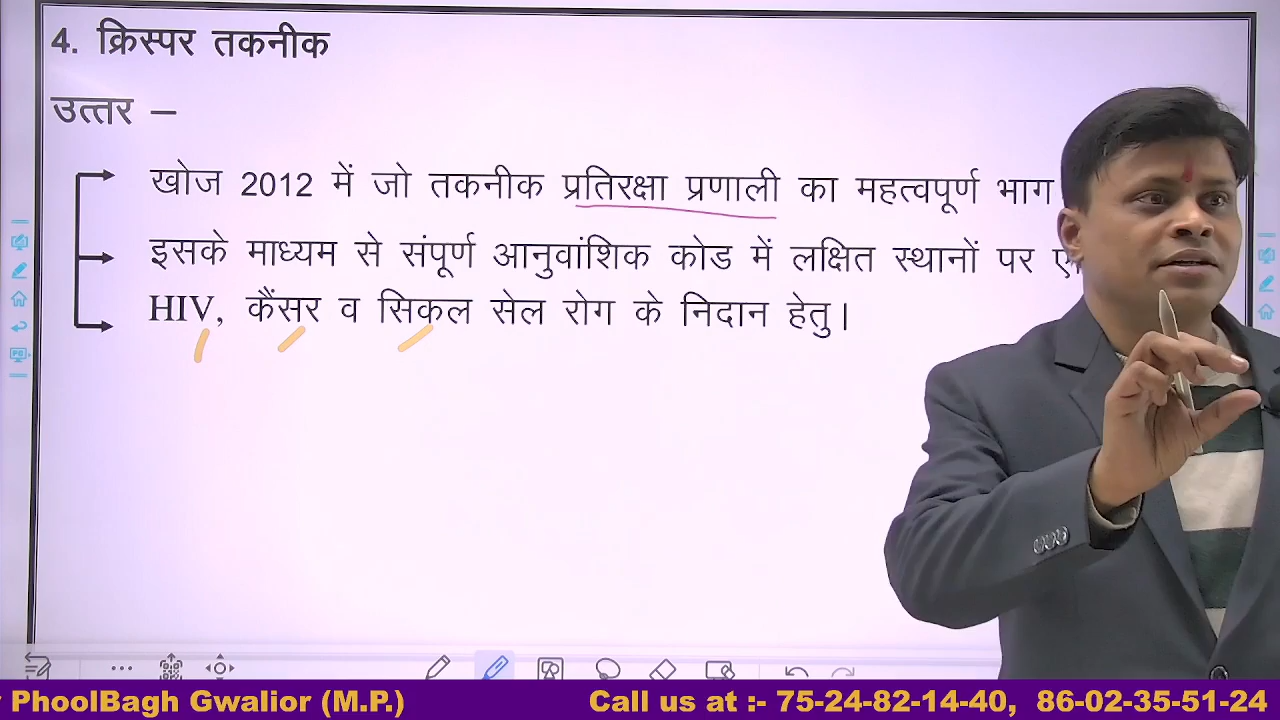 4. क्रिस्पर तकनीक
उत्तर –
खोज 2012 में जो तकनीक प्रतिरक्षा प्रणाली का महत्वपूर्ण भाग
इसके माध्यम से संपूर्ण आनुवांशिक कोड में लक्षित स्थानों पर
HIV, कैंसर व सिकल सेल रोग के निदान हेतु।
PhoolBagh Gwalior (M.P.) Call us at :- 75-24-82-14-40, 86-02-35-51-24